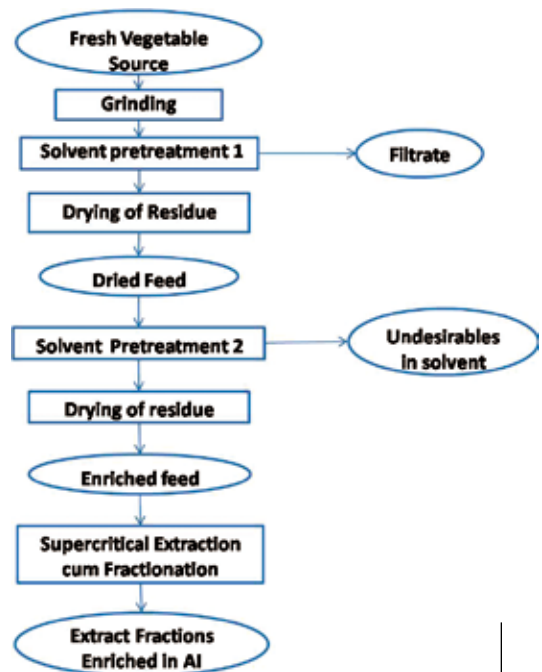 Fresh Vegetable
Source
Grinding
Solvent pretreatment 1
Filtrate
Drying of Residue
Dried Feed
Solvent Pretreatment 2
Undesirables
in solvent
Drying of residue
Enriched feed
Supercritical Extraction
cum Fractionation
Extract Fractions
Enriched in AI